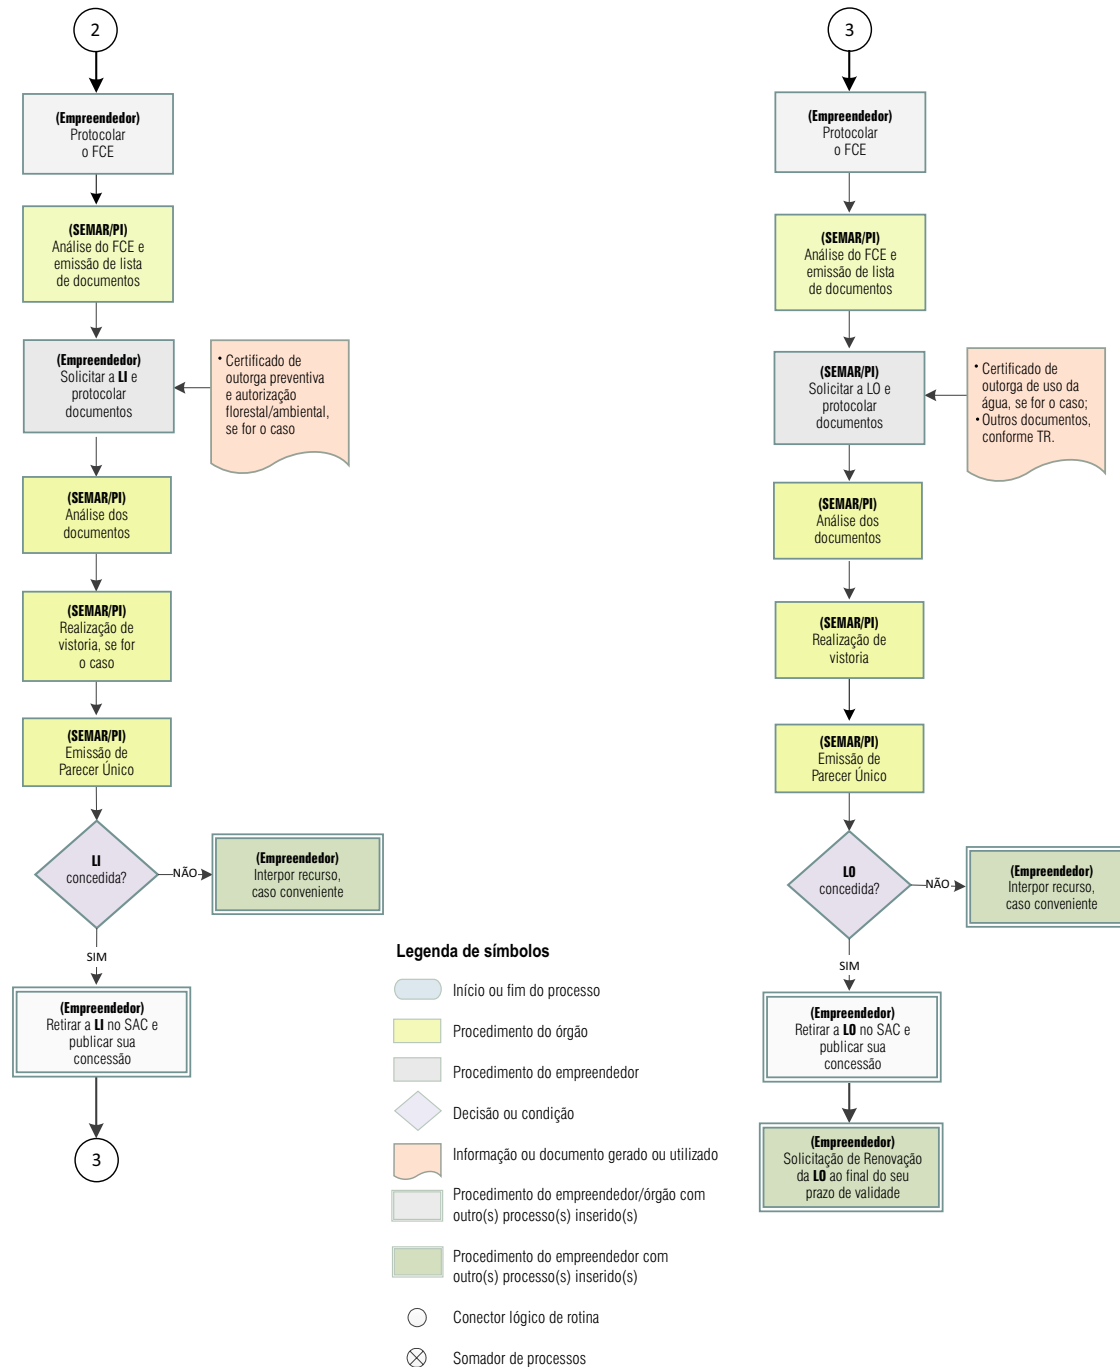 2
(Empreendedor)
Protocolar
o FCE
(SEMAR/PI)
Análise do FCE e
emissão de lista
de documentos
(Empreendedor)
Solicitar a LI e
protocolar
documentos
• Certificado de
outorga preventiva
e autorização
florestal/ambiental,
se for o caso
(SEMAR/PI)
Análise dos
documentos
(SEMAR/PI)
Realização de
vistoria, se for
o caso
(SEMAR/PI)
Emissão de
Parecer Único
LI
concedida?
NÃO
(Empreendedor)
Interpor recurso,
caso conveniente
SIM
(Empreendedor)
Retirar a LI no SAC e
publicar sua
concessão
3
Legenda de símbolos
Início ou fim do processo
Procedimento do órgão
Procedimento do empreendedor
Decisão ou condição
Informação ou documento gerado ou utilizado
Procedimento do empreendedor/órgão com
outro(s) processo(s) inserido(s)
Procedimento do empreendedor com
outro(s) processo(s) inserido(s)
Conector lógico de rotina
Somador de processos
3
(Empreendedor)
Protocolar
o FCE
(SEMAR/PI)
Análise do FCE e
emissão de lista
de documentos
(SEMAR/PI)
Solicitar a LO e
protocolar
documentos
• Certificado de
outorga de uso da
água, se for o caso;
• Outros documentos,
conforme TR.
(SEMAR/PI)
Análise dos
documentos
(SEMAR/PI)
Realização de
vistoria
(SEMAR/PI)
Emissão de
Parecer Único
LO
concedida?
NÃO
(Empreendedor)
Interpor recurso,
caso conveniente
SIM
(Empreendedor)
Retirar a LO no SAC e
publicar sua
concessão
(Empreendedor)
Solicitação de Renovação
da LO ao final do seu
prazo de validade